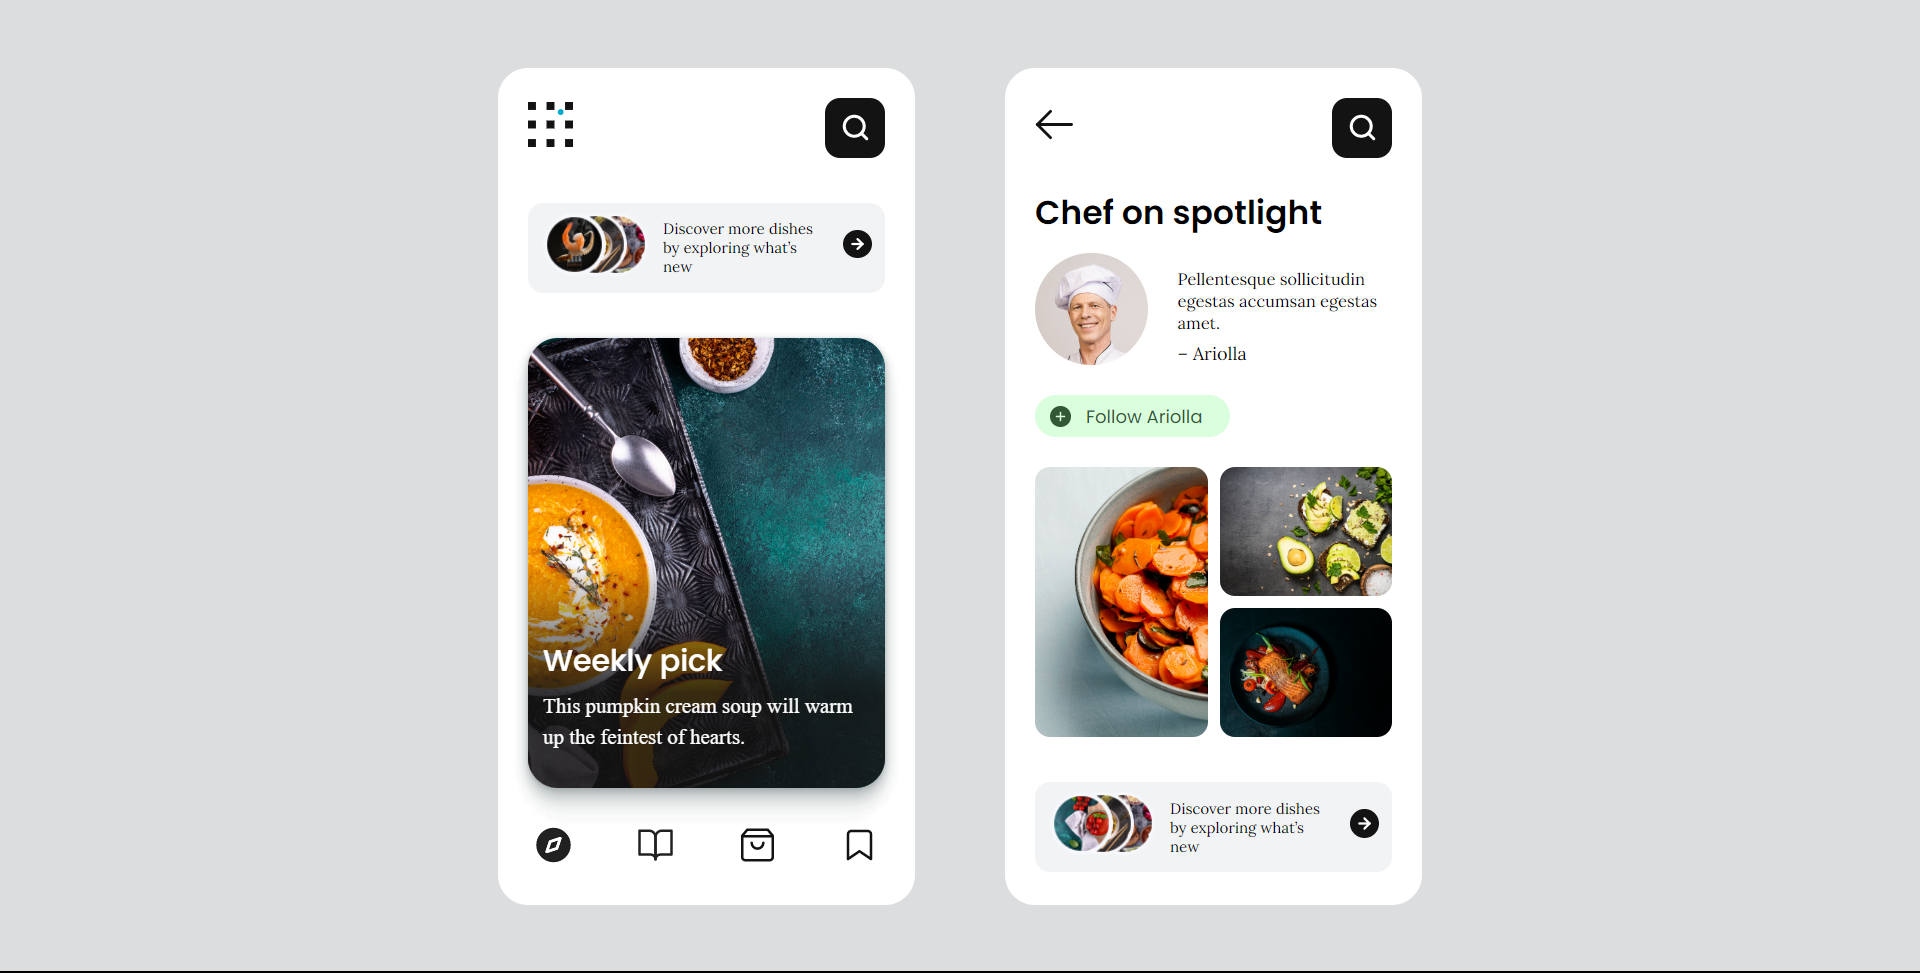 Discover more dishes
by exploring what’s
new
Weekly pick
This pumpkin cream soup will warm
up the feintest of hearts.
Chef on spotlight
Pellentesque sollicitudin
egestas accumsan egestas
amet.
– Ariolla
Follow Ariolla
Discover more dishes
by exploring what’s
new